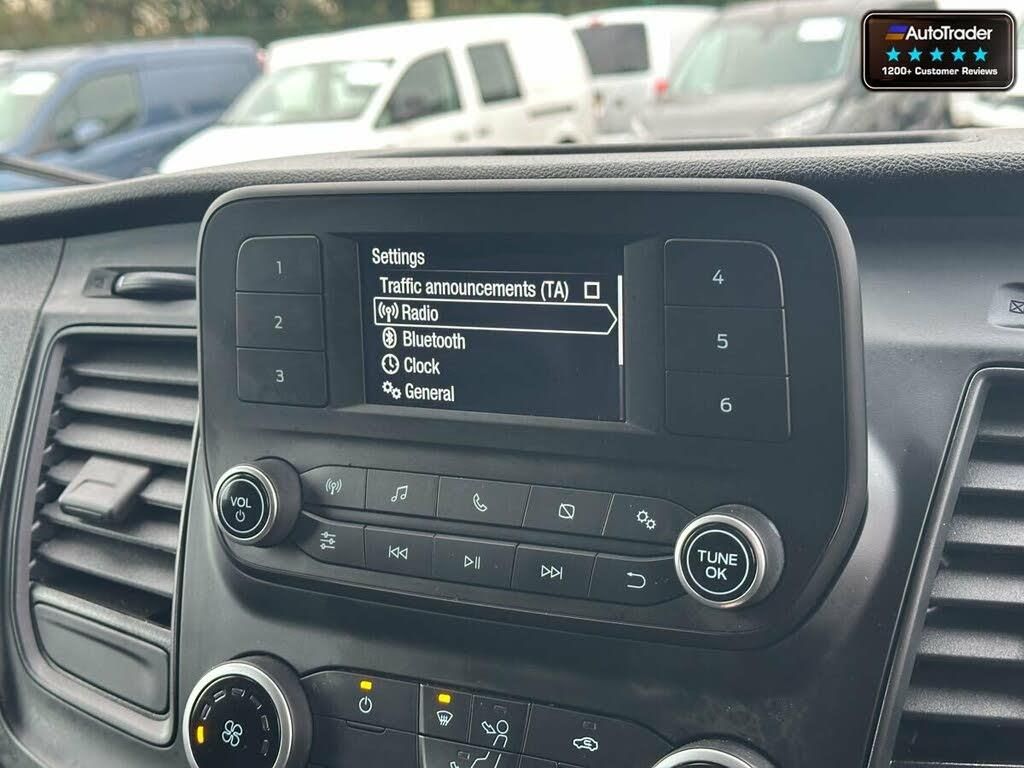 AutoTrader
1200+ Customer Reviews
Settings
Traffic announcements (TA)
Radio
Bluetooth
Clock
General
1
2
3
4
5
6
VOL
TUNE
OK